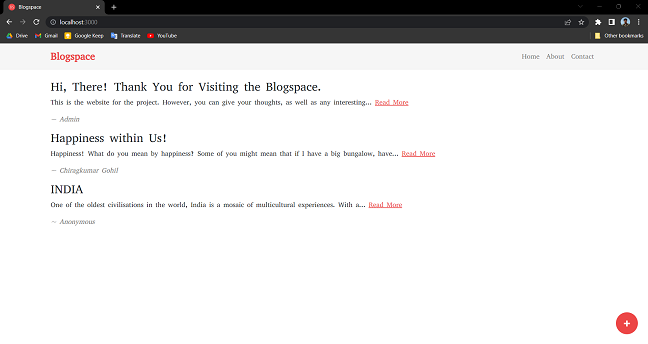 Blogspace
localhost:3000
Drive Gmail Google Keep Translate YouTube Other bookmarks
Blogspace Home About Contact
Hi, There! Thank You for Visiting the Blogspace.
This is the website for the project. However, you can give your thoughts, as well as any interesting... Read More
~ Admin
Happiness within Us!
Happiness! What do you mean by happiness? Some of you might mean that if I have a big bungalow, have... Read More
~ Chiragkumar Gohil
INDIA
One of the oldest civilisations in the world, India is a mosaic of multicultural experiences. With a... Read More
~ Anonymous
+